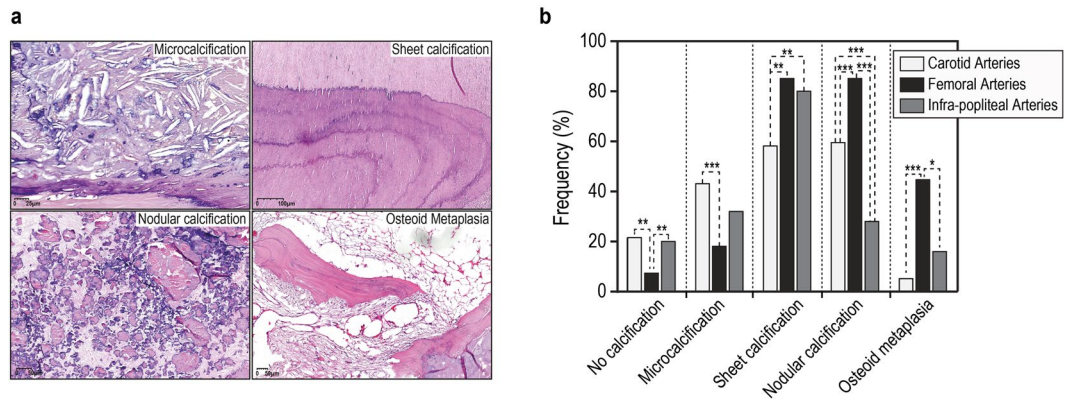 a
Microcalcification
Sheet calcification
0 25μm
0 100μm
Nodular calcification
Osteoid Metaplasia
0 50μm
b
Frequency (%)
100
80
60
40
20
0
Carotid Arteries
Femoral Arteries
Infra-popliteal Arteries
** **
***
** **
*** *** ***
*** *
No calcification
Microcalcification
Sheet calcification
Nodular calcification
Osteoid metaplasia